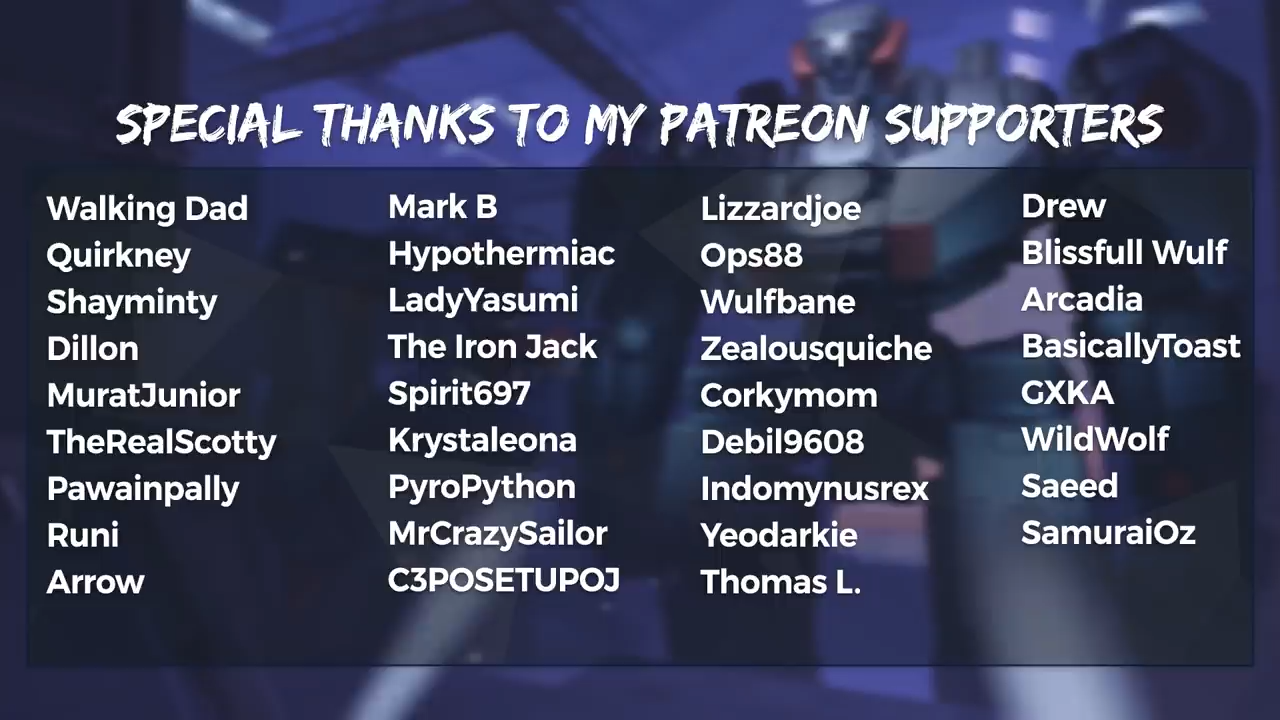 SPECIAL THANKS TO MY PATREON SUPPORTERS
Walking Dad
Quirkney
Shayminty
Dillon
MuratJunior
TheRealScotty
Pawainpally
Runi
Arrow
Mark B
Hypothermiac
LadyYasumi
The Iron Jack
Spirit697
Krystaleona
PyroPython
MrCrazySailor
C3POSETUPOJ
Lizzardjoe
Ops88
Wulfbane
Zealousquiche
Corkymom
Debil9608
Indomynusrex
Yeodarkie
Thomas L.
Drew
Blissfull Wulf
Arcadia
BasicallyToast
GXKA
WildWolf
Saeed
SamuraiOz